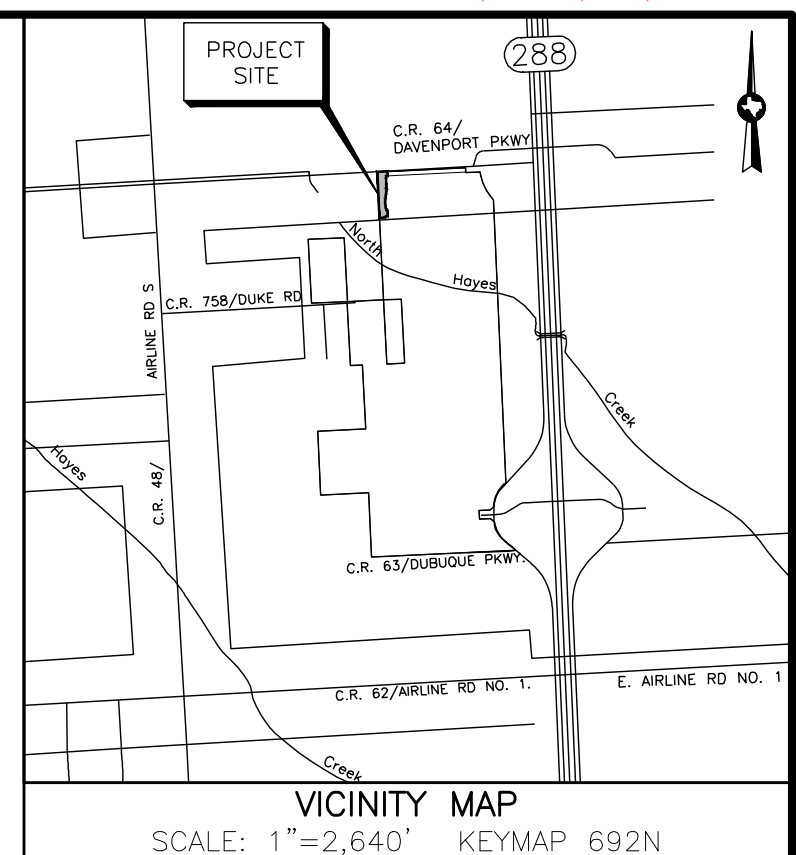 PROJECT
SITE
288
C.R. 64/
DAVENPORT PKWY
North
Hayes
C.R. 758/DUKE RD
AIRLINE RD S
Creek
Hayes
C.R. 48/
C.R. 63/DUBUQUE PKWY.
C.R. 62/AIRLINE RD NO. 1.
E. AIRLINE RD NO. 1
Creek
VICINITY MAP
SCALE: 1"=2,640' KEYMAP 692N